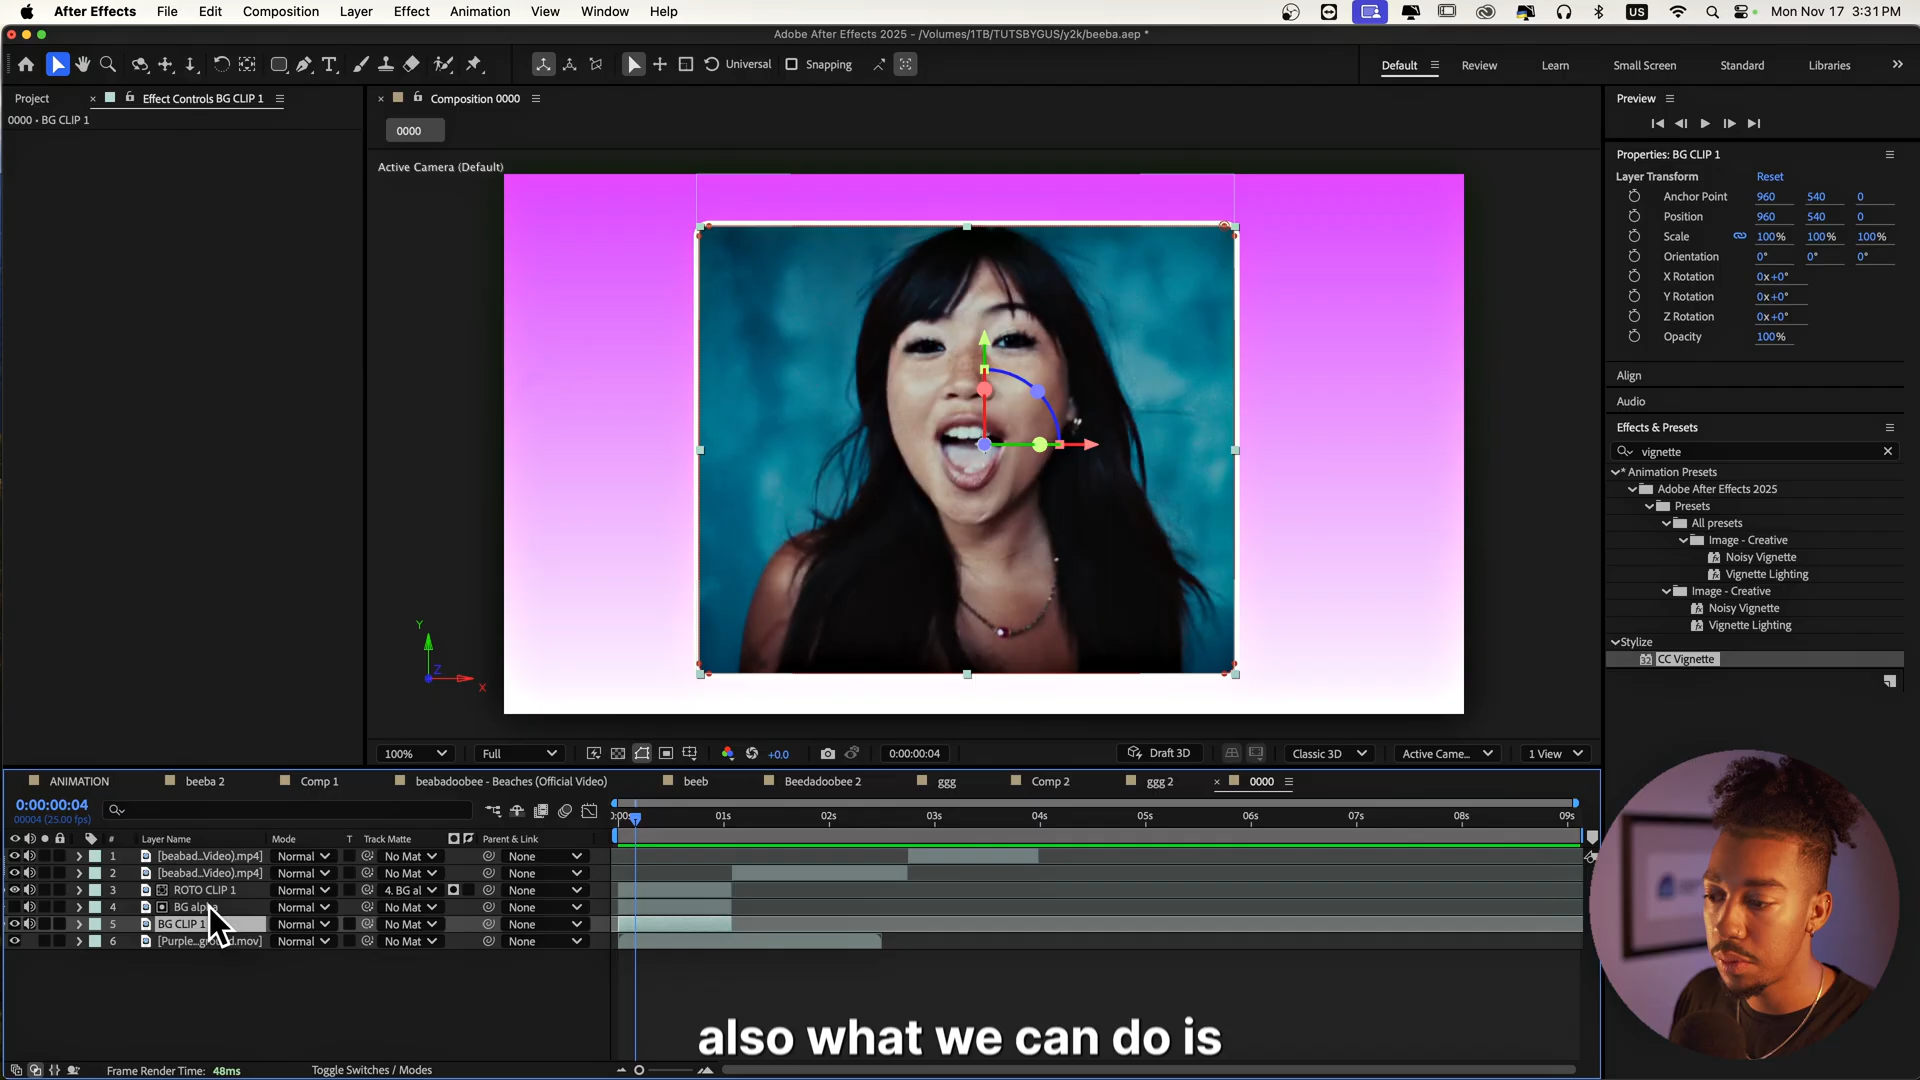 After Effects File Edit Composition Layer Effect Animation View Window Help US Mon Nov 17 3:31 PM
Adobe After Effects 2025 - /Volumes/1TB/TUTSBYGUS/y2k/beeba.aep *
Universal Snapping Default Review Learn Small Screen Standard Libraries
Project Effect Controls BG CLIP 1 Composition 0000
0000 • BG CLIP 1
0000
Active Camera (Default)
Preview
Properties: BG CLIP 1
Layer Transform Reset
Anchor Point 960 540 0
Position 960 540 0
Scale 100% 100% 100%
Orientation 0° 0° 0°
X Rotation 0x+0°
Y Rotation 0x+0°
Z Rotation 0x+0°
Opacity 100%
Align
Audio
Effects & Presets
vignette
* Animation Presets
Adobe After Effects 2025
Presets
All presets
Image - Creative
Noisy Vignette
Vignette Lighting
Image - Creative
Noisy Vignette
Vignette Lighting
Stylize
32 CC Vignette
Y
Z
X
100% Full +0.0 0:00:00:04 Draft 3D Classic 3D Active Came... 1 View
ANIMATION beeba 2 Comp 1 beabadoobee - Beaches (Official Video) beeb Beedadoobee 2 ggg Comp 2 ggg 2 0000
0:00:00:04
00004 (25.00 fps)
01s 02s 03s 04s 05s 06s 07s 08s 09s
# Layer Name Mode T Track Matte Parent & Link
1 [beabad...Video).mp4] Normal No Mat None
2 [beabad...Video).mp4] Normal No Mat None
3 ROTO CLIP 1 Normal 4. BG al None
4 BG alpha Normal No Mat None
5 BG CLIP 1 Normal No Mat None
6 Normal No Mat None
also what we can do is
Frame Render Time: 48ms Toggle Switches / Modes